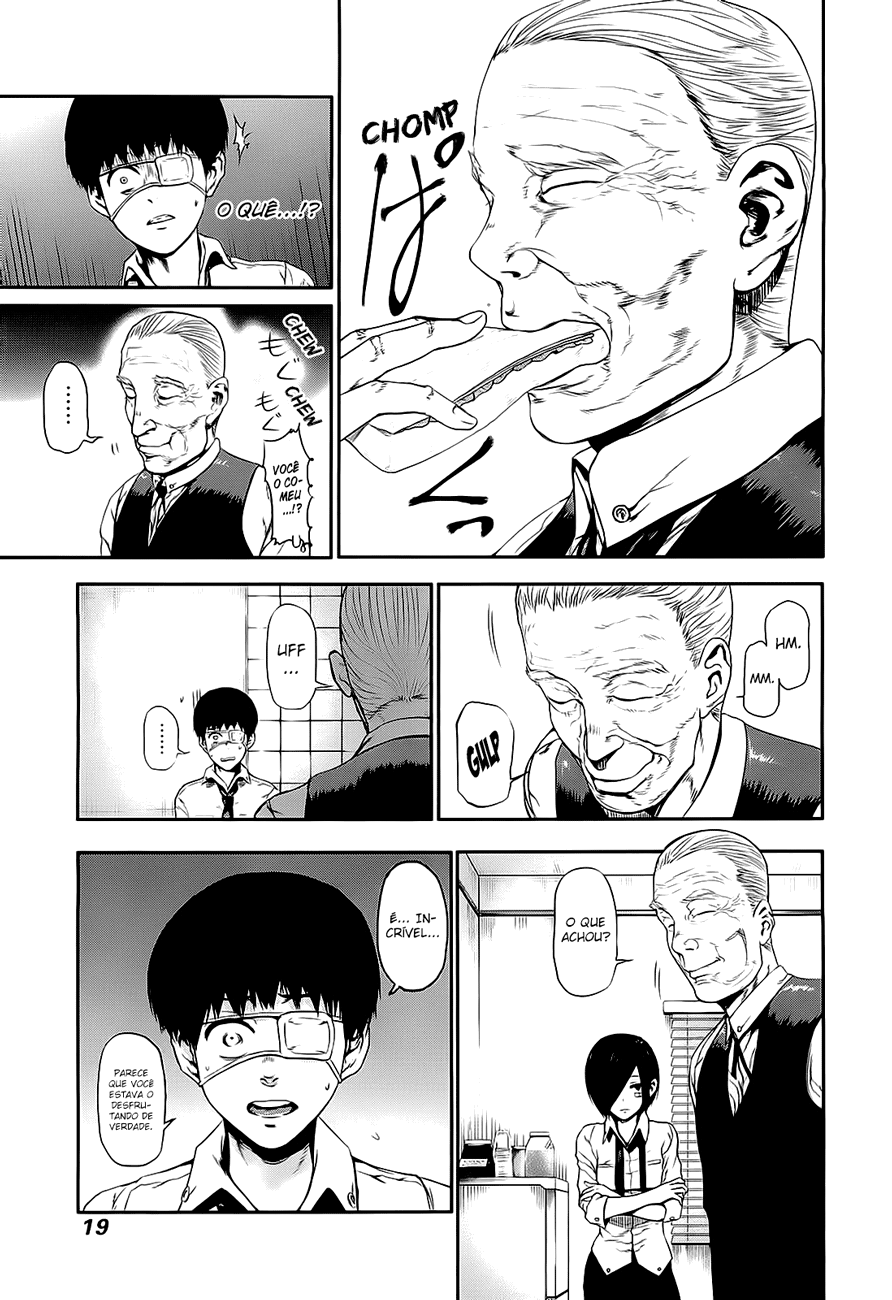 CHOMP
ぱ
く
O QUÊ...!?
CHEW
もぐ
CHEW
もぐ
......
VOCÊ
O CO-
MEU
...!?
HM.
MM.
GULP
UFF
...
......
O QUE
ACHOU?
É... IN-
CRÍVEL...
PARECE
QUE VOCÊ
ESTAVA O
DESFRU-
TANDO DE
VERDADE.
19